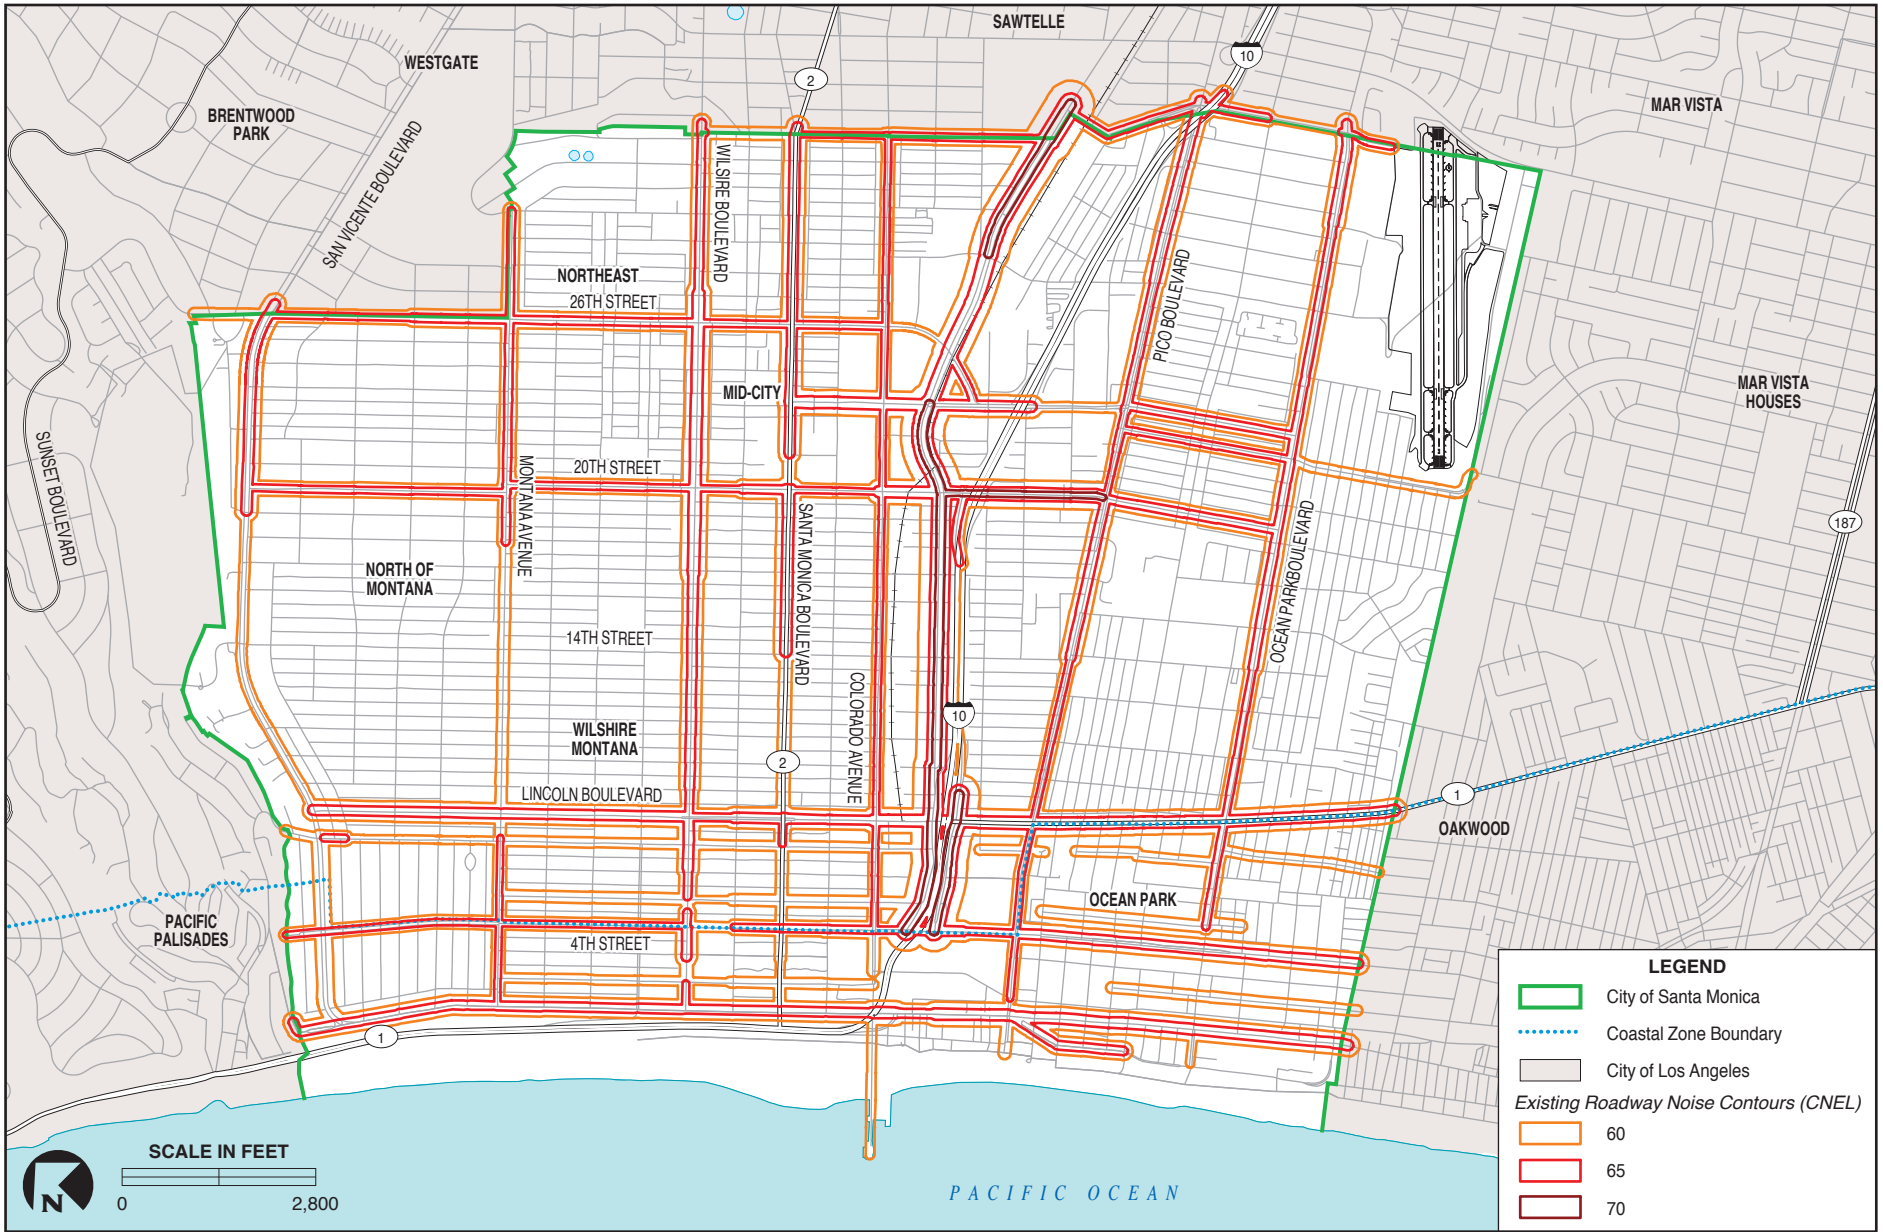 SAWTELLE
WESTGATE
10
2
BRENTWOOD
PARK
MAR VISTA
SAN VICENTE BOULEVARD
WILSIRE BOULEVARD
NORTHEAST
26TH STREET
PICO BOULEVARD
MID-CITY
MAR VISTA
HOUSES
SUNSET BOULEVARD
20TH STREET
MONTANA AVENUE
SANTA MONICA BOULEVARD
OCEAN PARKBOULEVARD
187
NORTH OF
MONTANA
14TH STREET
COLORADO AVENUE
10
WILSHIRE
MONTANA
2
LINCOLN BOULEVARD
1
OAKWOOD
OCEAN PARK
PACIFIC
PALISADES
4TH STREET
1
LEGEND
City of Santa Monica
Coastal Zone Boundary
City of Los Angeles
Existing Roadway Noise Contours (CNEL)
60
65
70
SCALE IN FEET
0 2,800
N
PACIFIC OCEAN